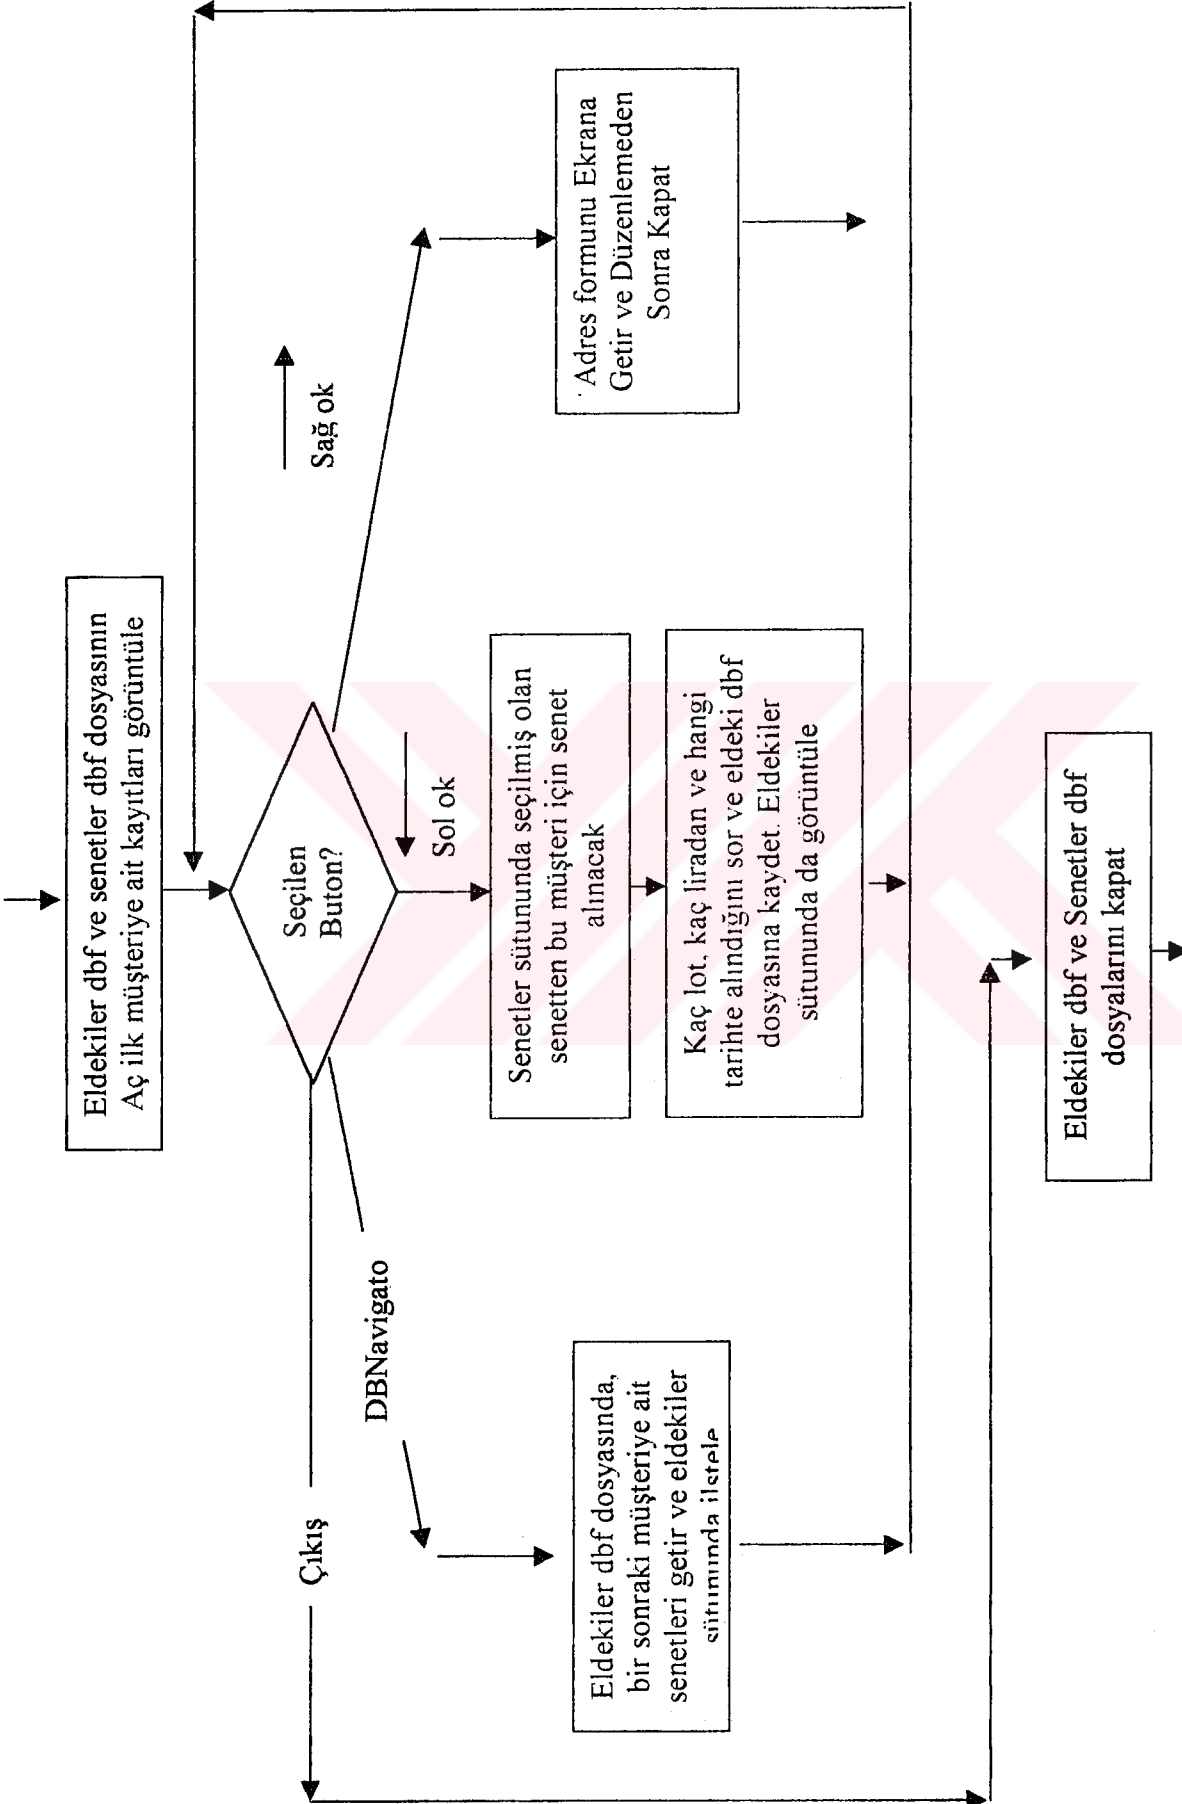 Eldekiler dbf ve senetler dbf dosyasının
Aç ilk müşteriye ait kayıtları görüntüle
Seçilen
Buton?
Sağ ok
Sol ok
DBNavigato
Çıkış
Eldekiler dbf dosyasında,
bir sonraki müşteriye ait
senetleri getir ve eldekiler
sütununda ilstele
Senetler sütununda seçilmiş olan
senetten bu müşteri için senet
alınacak
Kaç lot, kaç liradan ve hangi
tarihte alındığını sor ve eldeki dbf
dosyasına kaydet. Eldekiler
sütununda da görüntüle
Adres formunu Ekrana
Getir ve Düzenlemeden
Sonra Kapat
Eldekiler dbf ve Senetler dbf
dosyalarını kapat